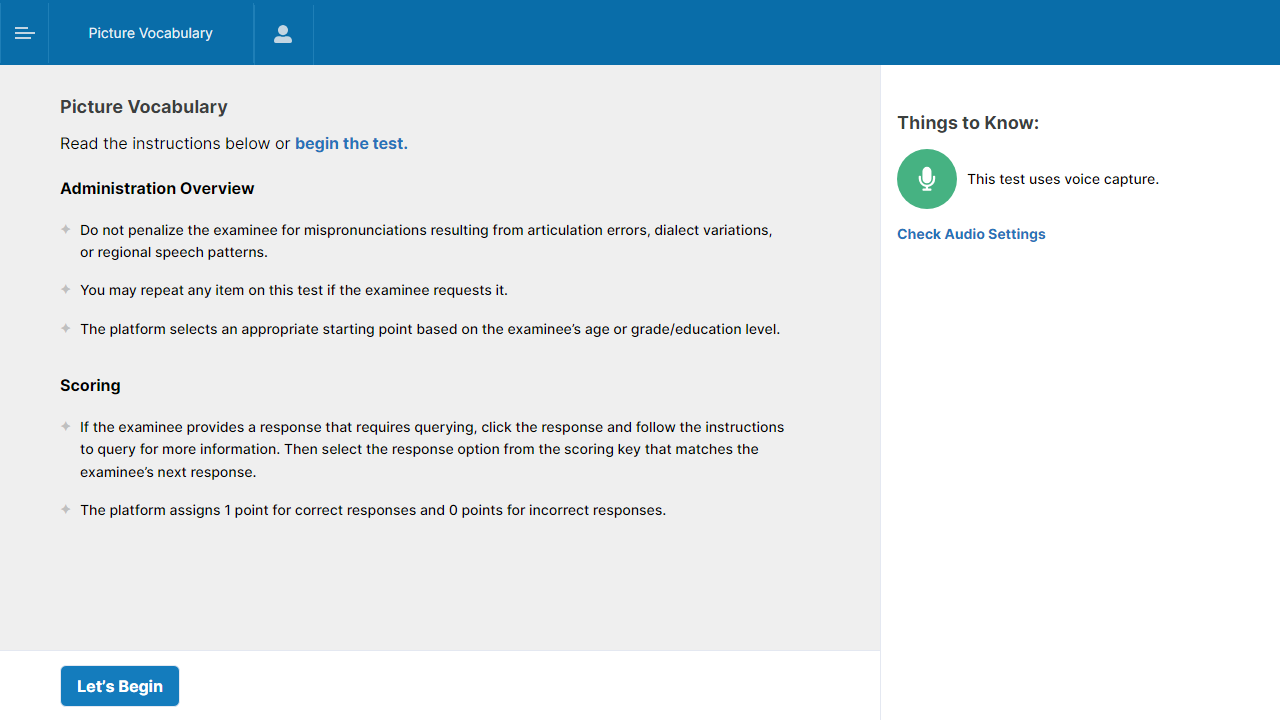 Picture Vocabulary
Picture Vocabulary
Read the instructions below or begin the test.
Administration Overview
Do not penalize the examinee for mispronunciations resulting from articulation errors, dialect variations,
or regional speech patterns.
You may repeat any item on this test if the examinee requests it.
The platform selects an appropriate starting point based on the examinee’s age or grade/education level.
Scoring
If the examinee provides a response that requires querying, click the response and follow the instructions
to query for more information. Then select the response option from the scoring key that matches the
examinee’s next response.
The platform assigns 1 point for correct responses and 0 points for incorrect responses.
Let’s Begin
Things to Know:
This test uses voice capture.
Check Audio Settings